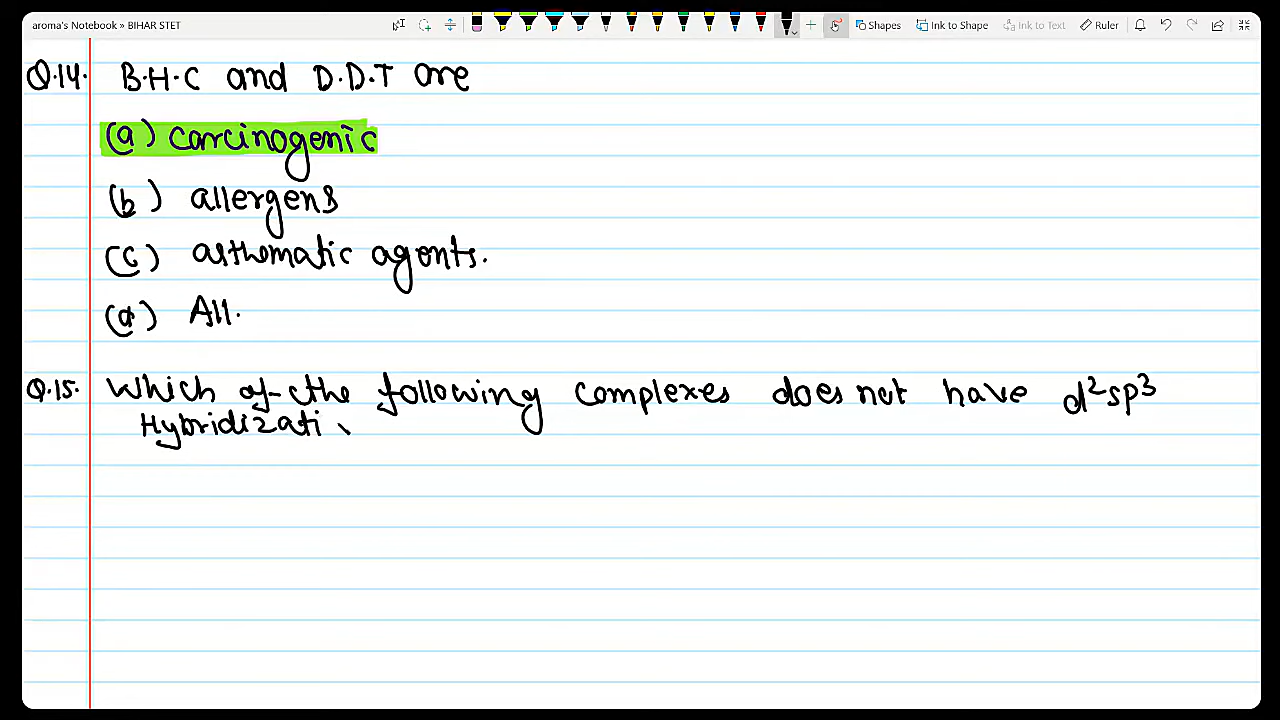 aroma's Notebook » BIHAR STET
Shapes
Ink to Shape
Ink to Text
Ruler
Q.14. B.H.C and D.D.T are
(a) carcinogenic
(b) allergens
(c) asthematic agents.
(d) All.
Q.15. Which of the following complexes does not have d²sp³
Hybridizati